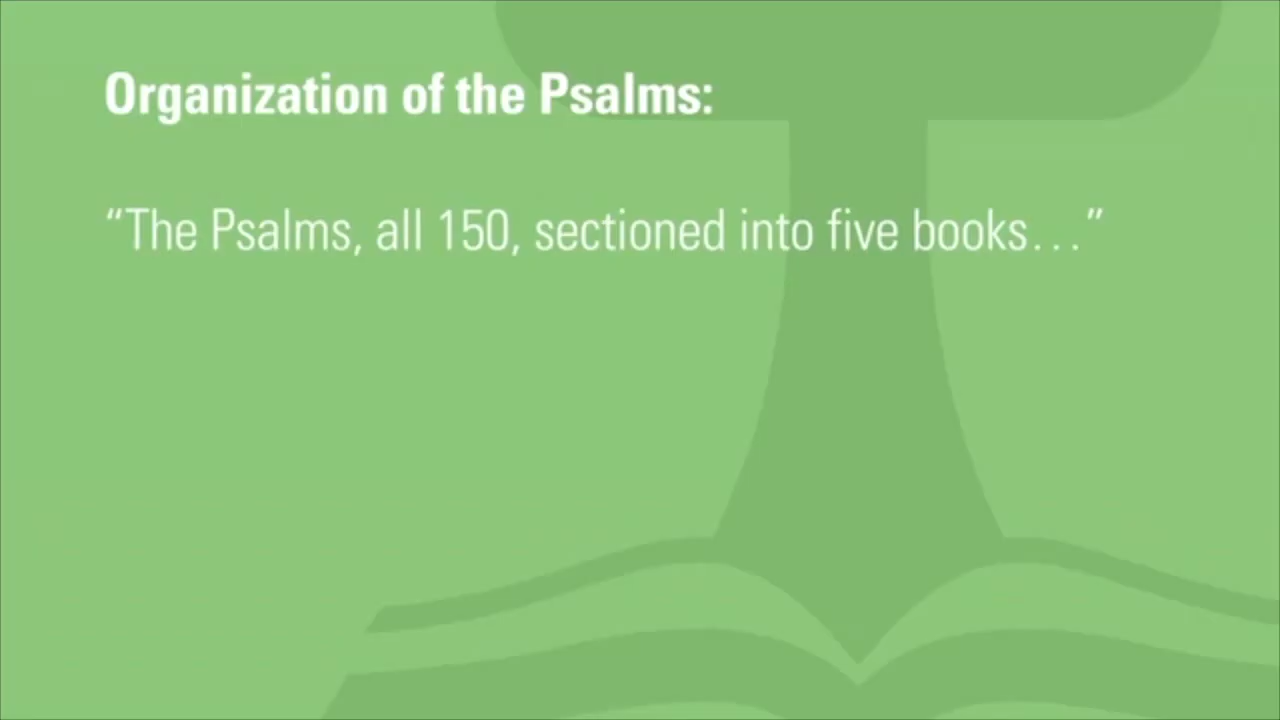 Organization of the Psalms:
“The Psalms, all 150, sectioned into five books…”